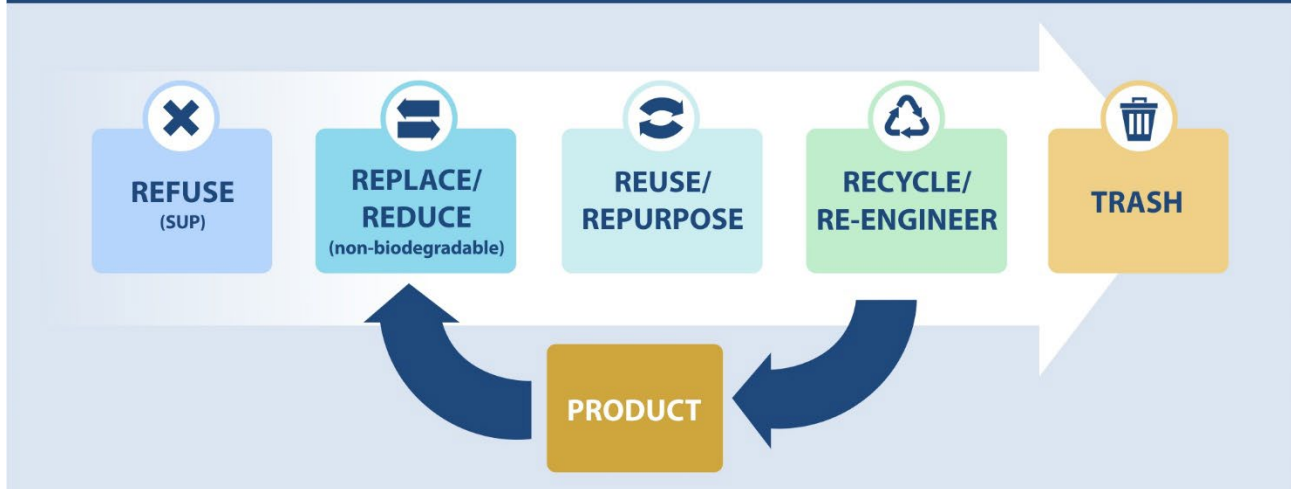 REFUSE
(SUP)
REPLACE/
REDUCE
(non-biodegradable)
REUSE/
REPURPOSE
RECYCLE/
RE-ENGINEER
TRASH
PRODUCT